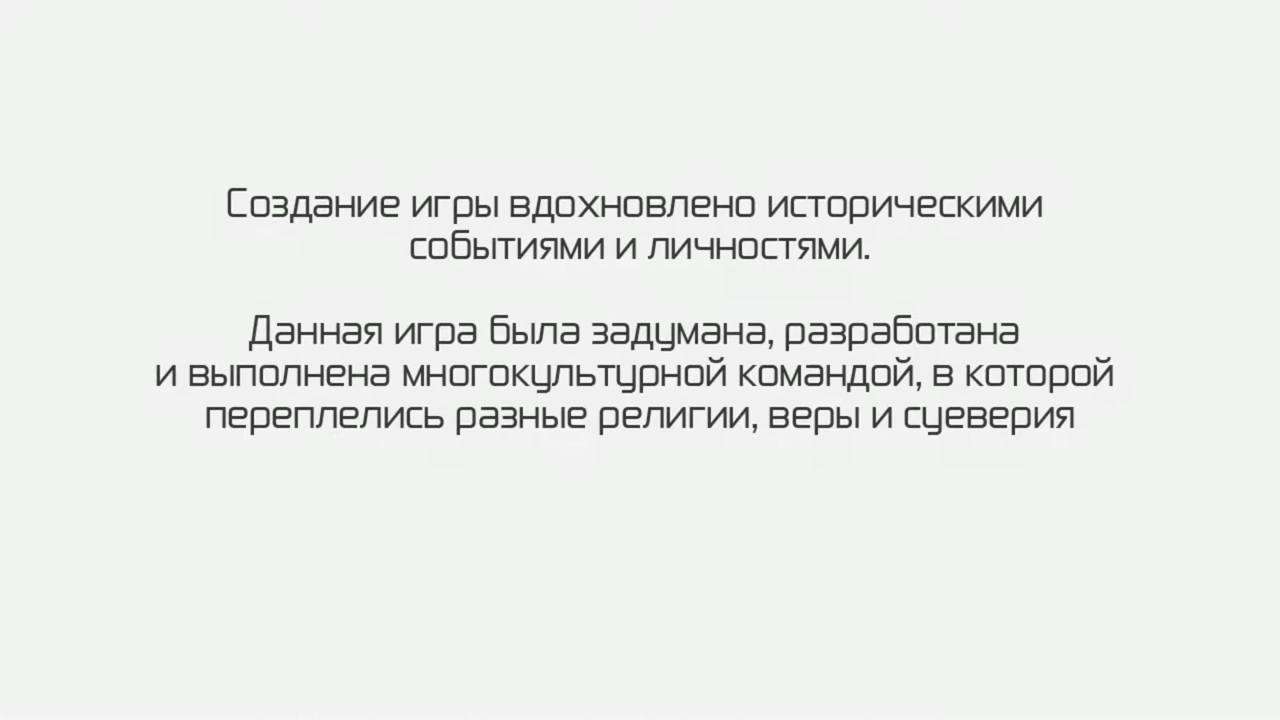 Создание игры вдохновлено историческими
событиями и личностями.
Данная игра была задумана, разработана
и выполнена многокультурной командой, в которой
переплелись разные религии, веры и суеверия